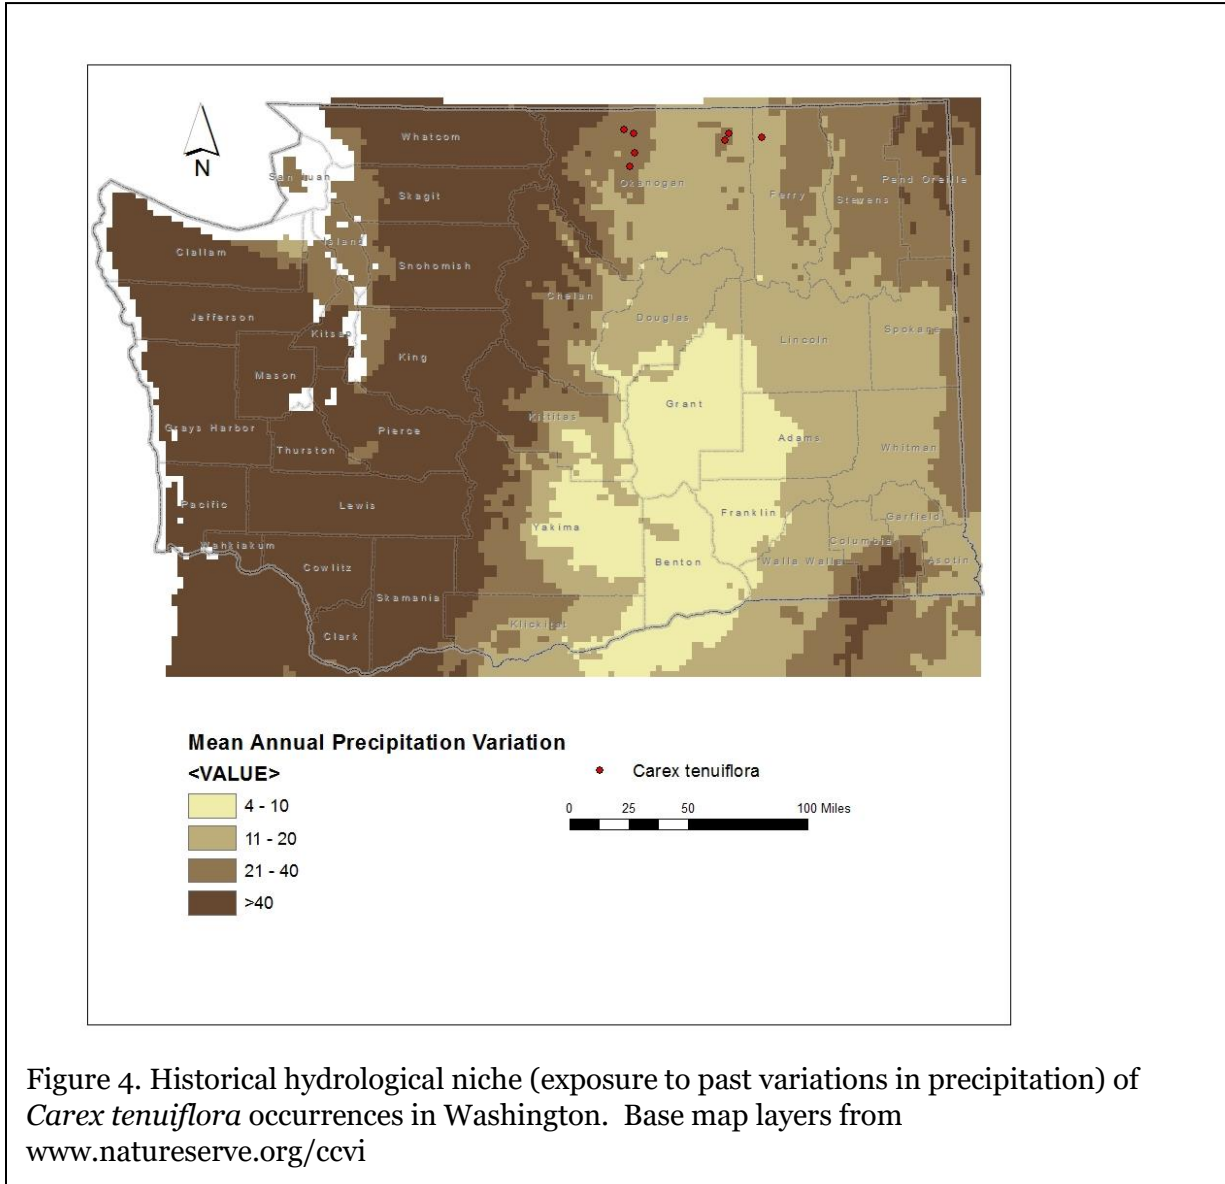 N
Whatcom
San Juan
Skagit
Okanogan
Ferry
Stevens
Pend Oreille
Clallam
Island
Snohomish
Chelan
Jefferson
Kitsap
King
Douglas
Lincoln
Spokane
Mason
Grant
Grays Harbor
Thurston
Pierce
Kittitas
Adams
Whitman
Pacific
Lewis
Yakima
Franklin
Garfield
Wahkiakum
Cowlitz
Benton
Walla Walla
Columbia
Asotin
Skamania
Clark
Klickitat
Mean Annual Precipitation Variation
<VALUE>
4 - 10
11 - 20
21 - 40
>40
Carex tenuiflora
0 25 50 100 Miles
Figure 4. Historical hydrological niche (exposure to past variations in precipitation) of
Carex tenuiflora occurrences in Washington. Base map layers from
www.natureserve.org/ccvi